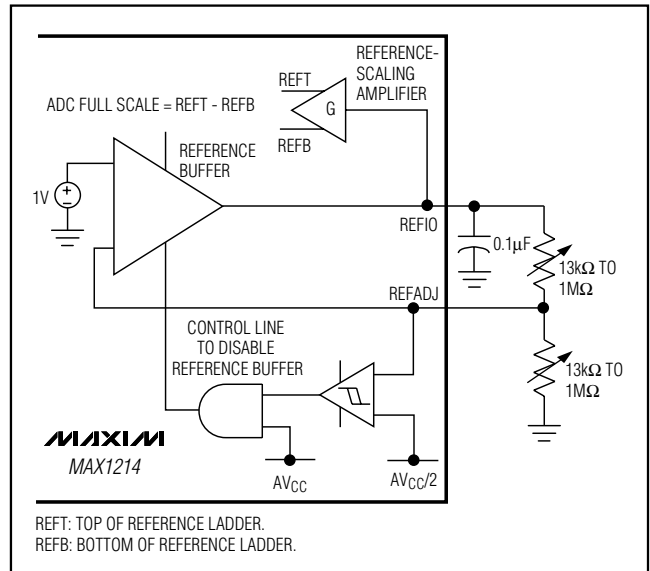 REFERENCE-
SCALING
AMPLIFIER
REFT
G
REFB
ADC FULL SCALE = REFT - REFB
REFERENCE
BUFFER
1V
REFIO
0.1µF
13kΩ TO
1MΩ
REFADJ
CONTROL LINE
TO DISABLE
REFERENCE BUFFER
13kΩ TO
1MΩ
MAXIM
MAX1214
AVCC
AVCC/2
REFT: TOP OF REFERENCE LADDER.
REFB: BOTTOM OF REFERENCE LADDER.